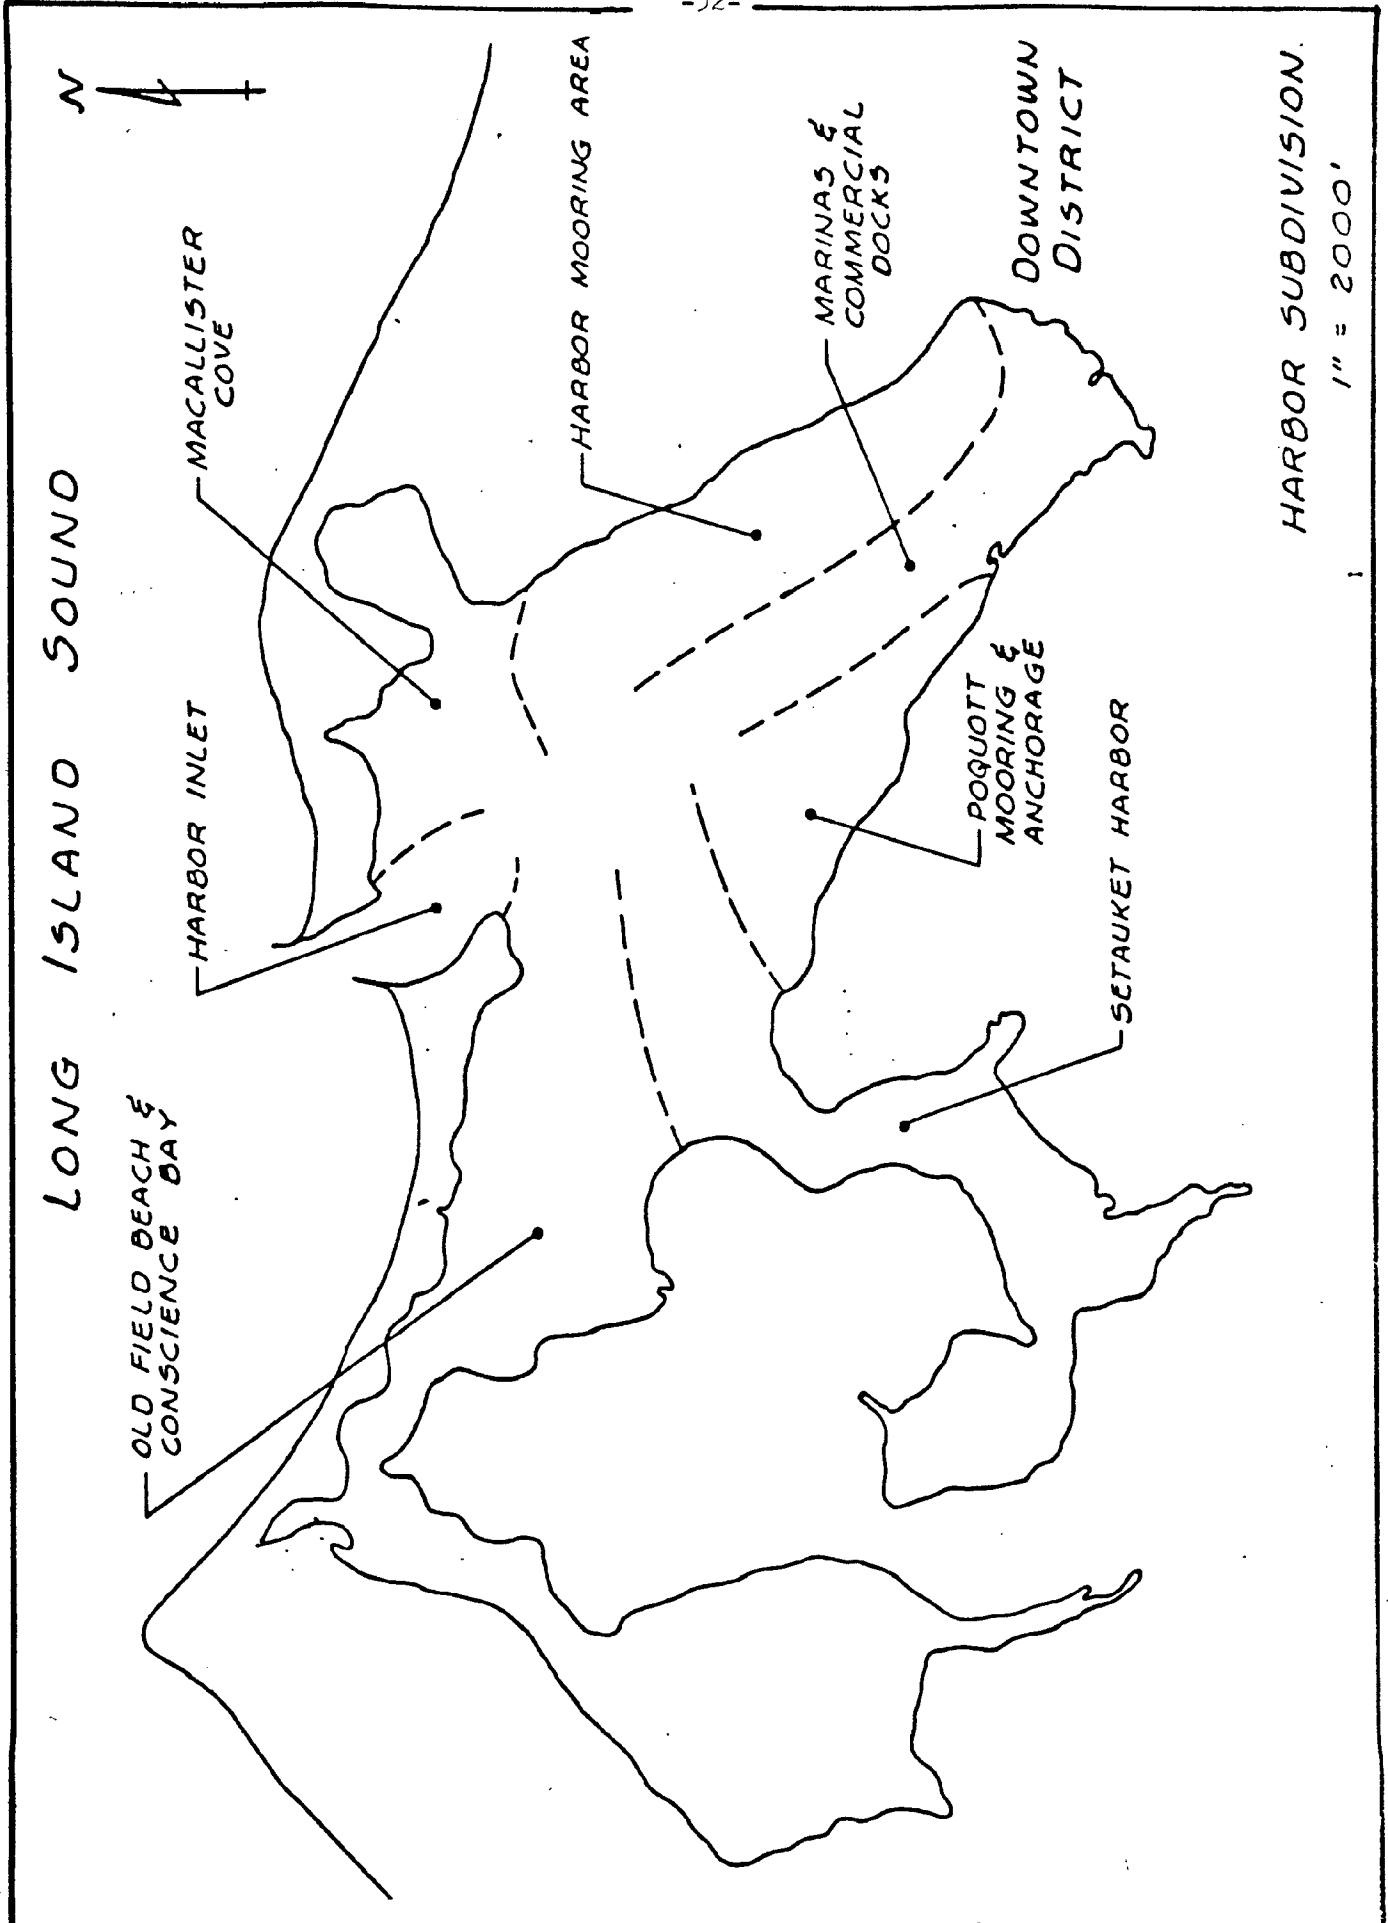 LONG ISLAND SOUND
N
OLD FIELD BEACH &
CONSCIENCE BAY
HARBOR INLET
MACALLISTER
COVE
HARBOR MOORING AREA
MARINAS &
COMMERCIAL
DOCKS
POQUOTT
MOORING &
ANCHORAGE
SETAUKET HARBOR
DOWNTOWN
DISTRICT
HARBOR SUBDIVISION.
1" = 2000'